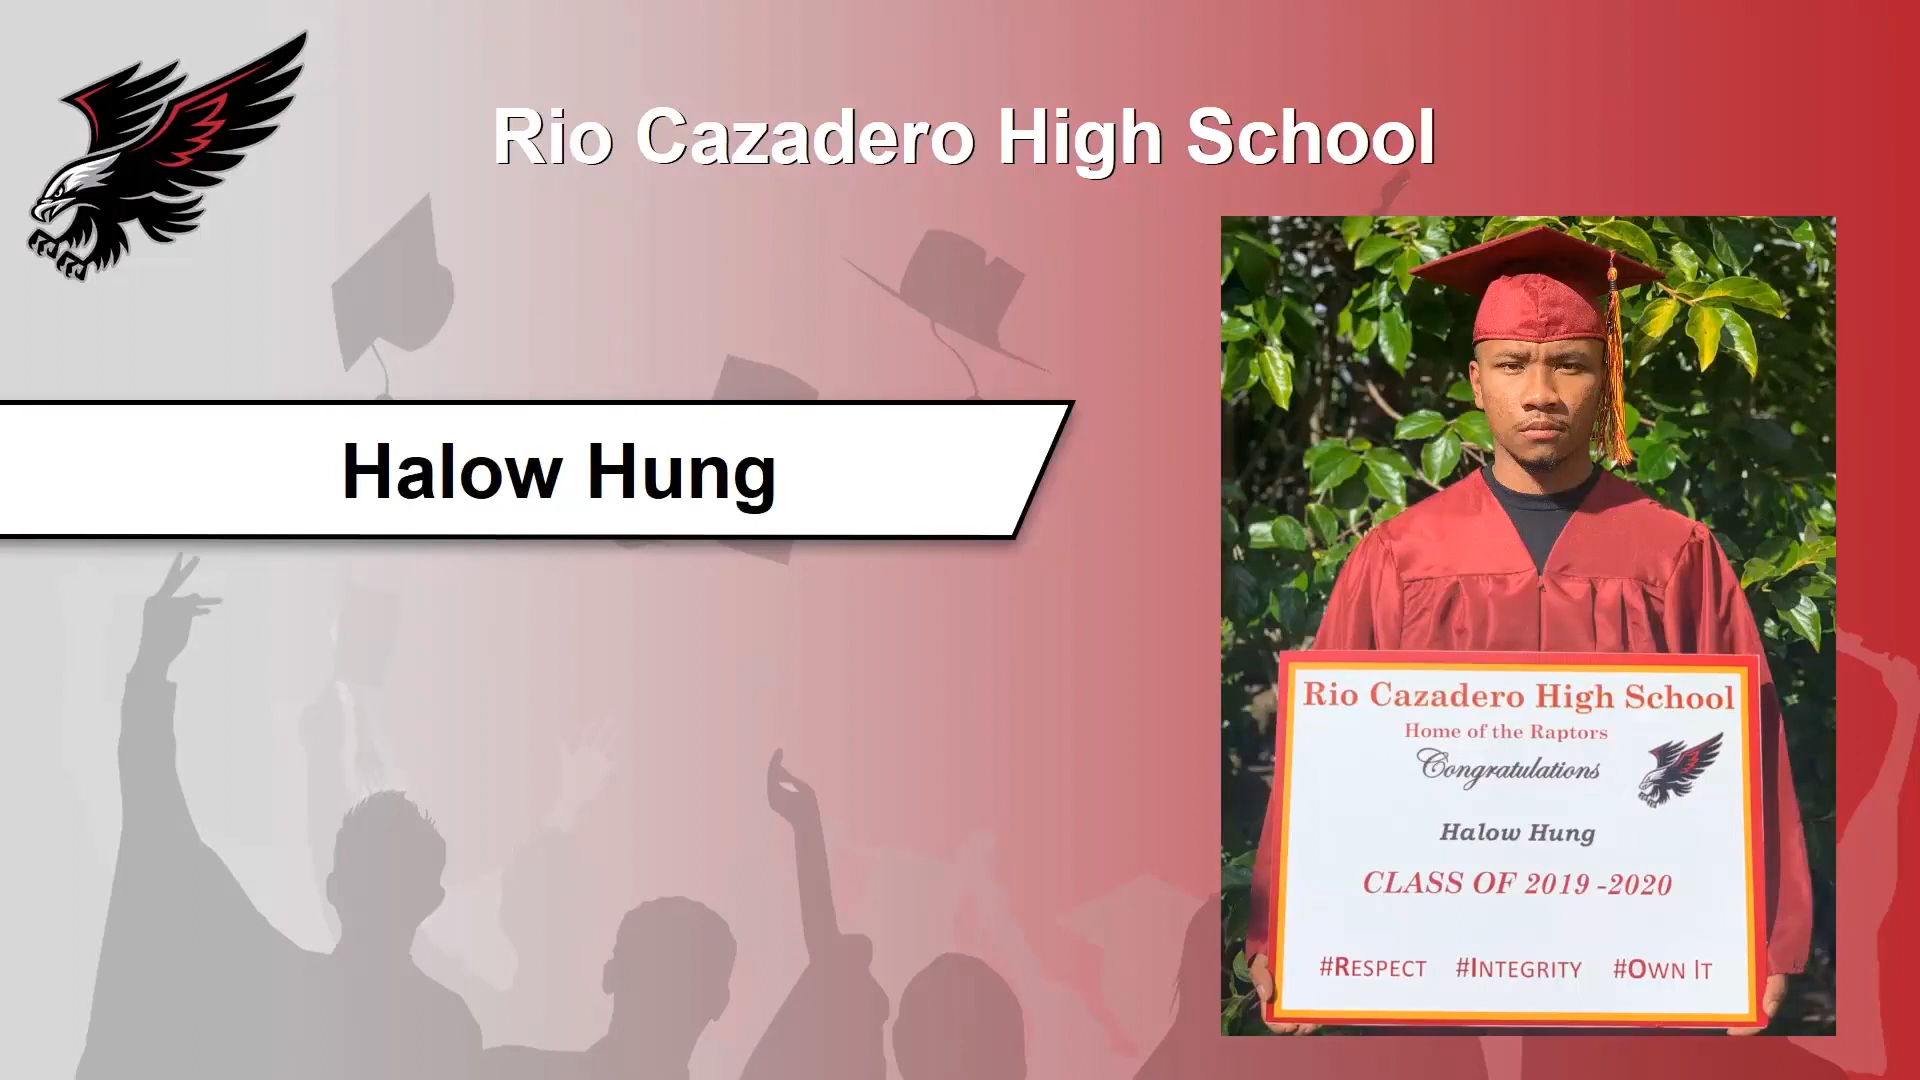 Rio Cazadero High School
Halow Hung
Rio Cazadero High School
Home of the Raptors
Congratulations
Halow Hung
CLASS OF 2019 -2020
#RESPECT #INTEGRITY #OWN IT